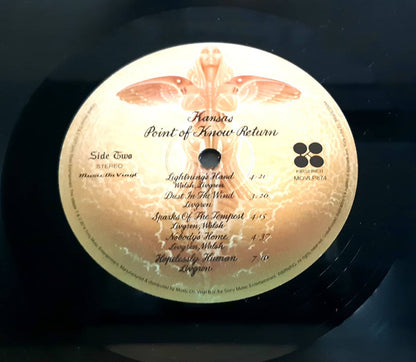 Kansas
Point of Know Return
Side Two
STEREO
Music On Vinyl
KIRSHNER
MOVLP874
Lightning's Hand 4:21
Walsh, Livgren
Dust In The Wind 3:26
Livgren
Sparks Of The Tempest 4:15
Livgren, Walsh
Nobody's Home 4:37
Livgren, Walsh
Hopelessly Human 7:10
Livgren